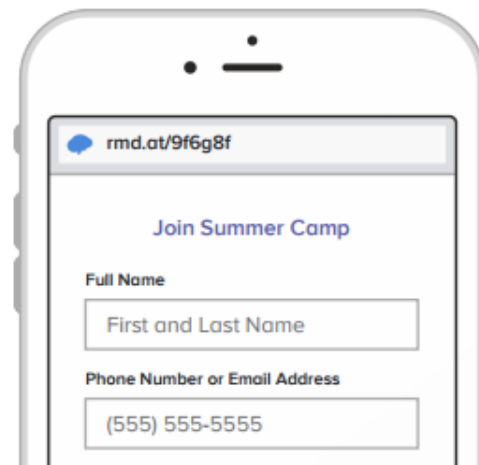 rmd.at/9f6g8f
Join Summer Camp
Full Name
First and Last Name
Phone Number or Email Address
(555) 555-5555